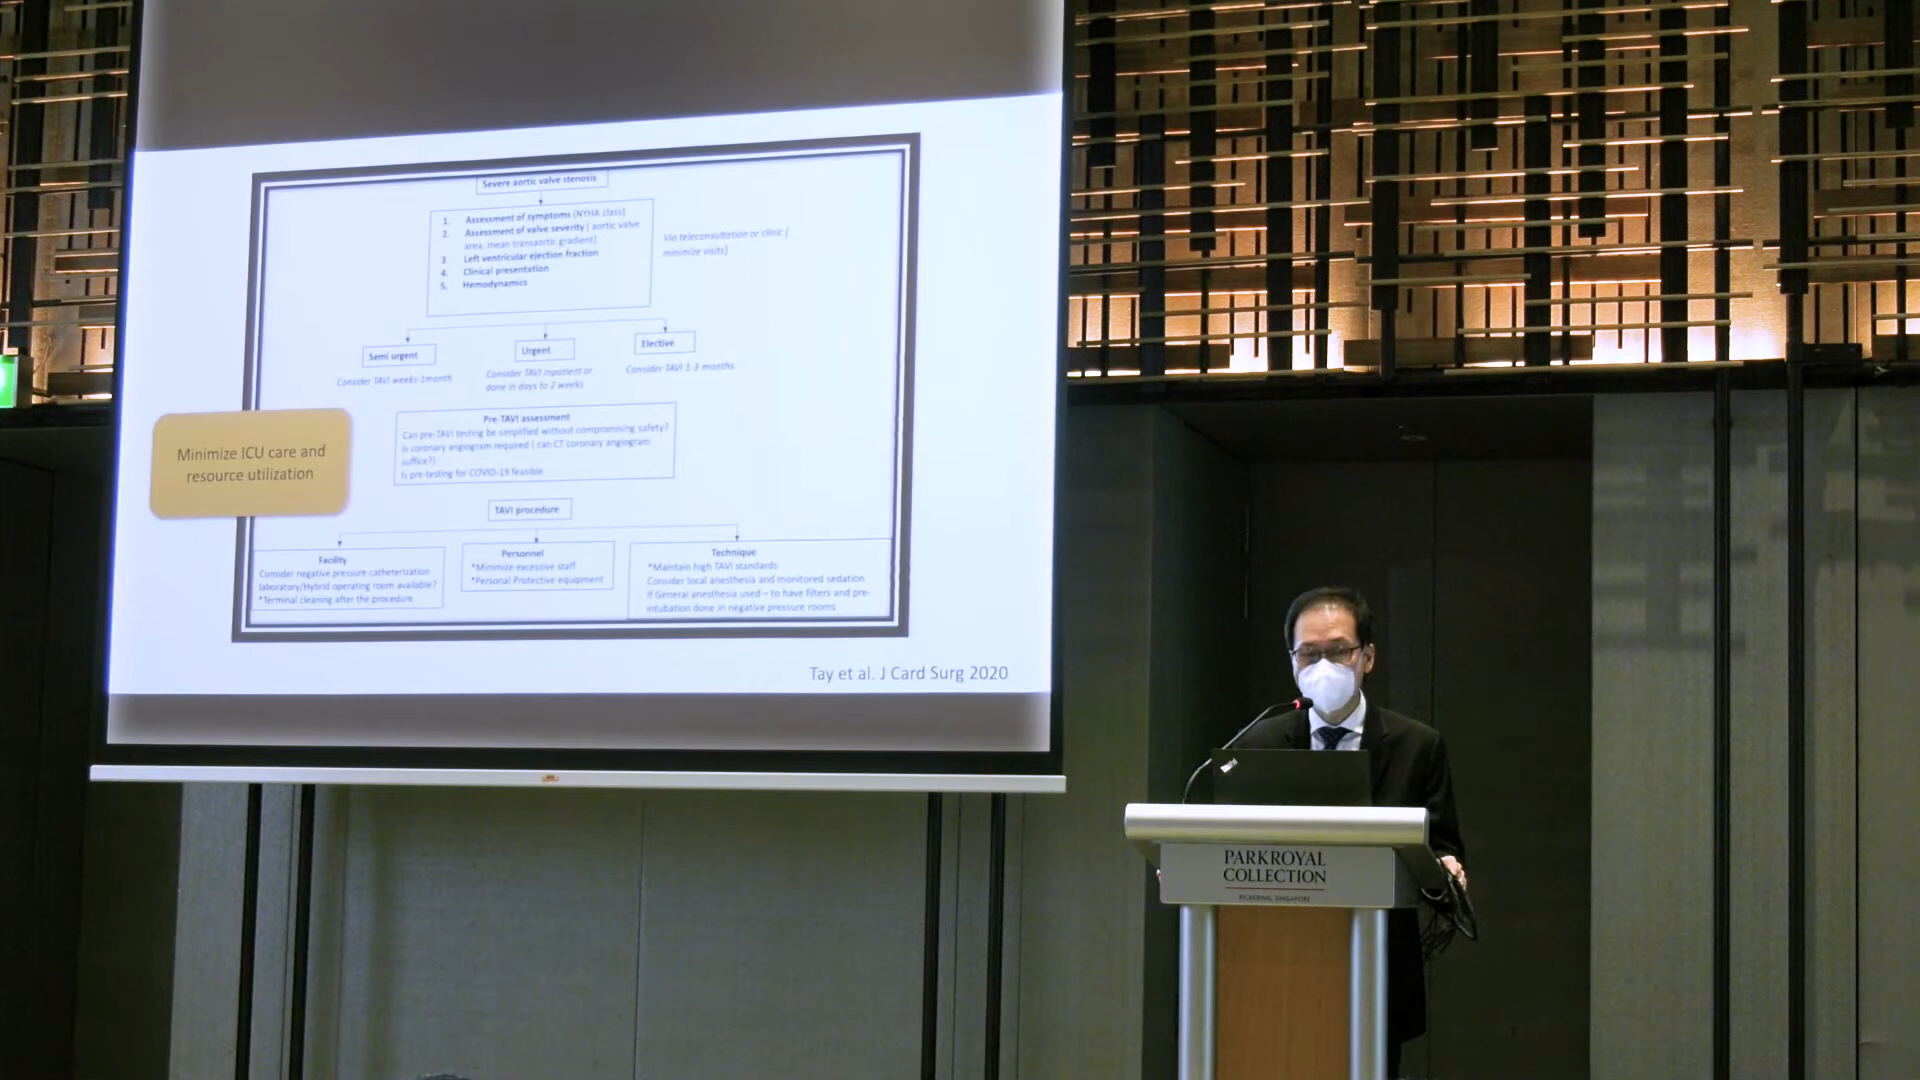 Severe aortic valve stenosis
1. Assessment of symptoms (NYHA class)
2. Assessment of valve severity ( aortic valve
area, mean transaortic gradient)
3. Left ventricular ejection fraction
4. Clinical presentation
5. Hemodynamics
Via teleconsultation or clinic (
minimize visits)
Semi urgent
Urgent
Elective
Consider TAVI weeks-1month
Consider TAVI inpatient or
done in days to 2 weeks
Consider TAVI 1-3 months
Minimize ICU care and
resource utilization
Pre-TAVI assessment
Can pre-TAVI testing be simplified without compromising safety?
Is coronary angiogram required ( can CT coronary angiogram
suffice?)
Is pre-testing for COVID-19 feasible
TAVI procedure
Facility
Consider negative pressure catheterization
laboratory/Hybrid operating room available?
*Terminal cleaning after the procedure
Personnel
*Minimize excessive staff
*Personal Protective equipment
Technique
*Maintain high TAVI standards
Consider local anesthesia and monitored sedation
If General anesthesia used – to have filters and pre-
intubation done in negative pressure rooms
Tay et al. J Card Surg 2020
PARKROYAL
COLLECTION
PICKERING, SINGAPORE